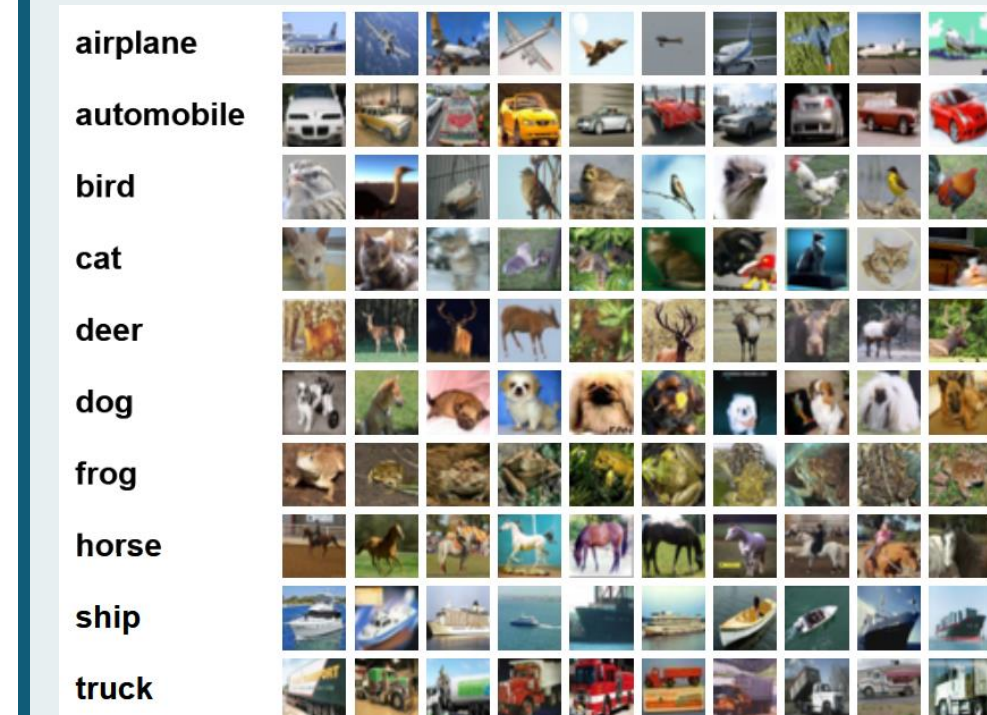 airplane
automobile
bird
cat
deer
dog
frog
horse
ship
truck